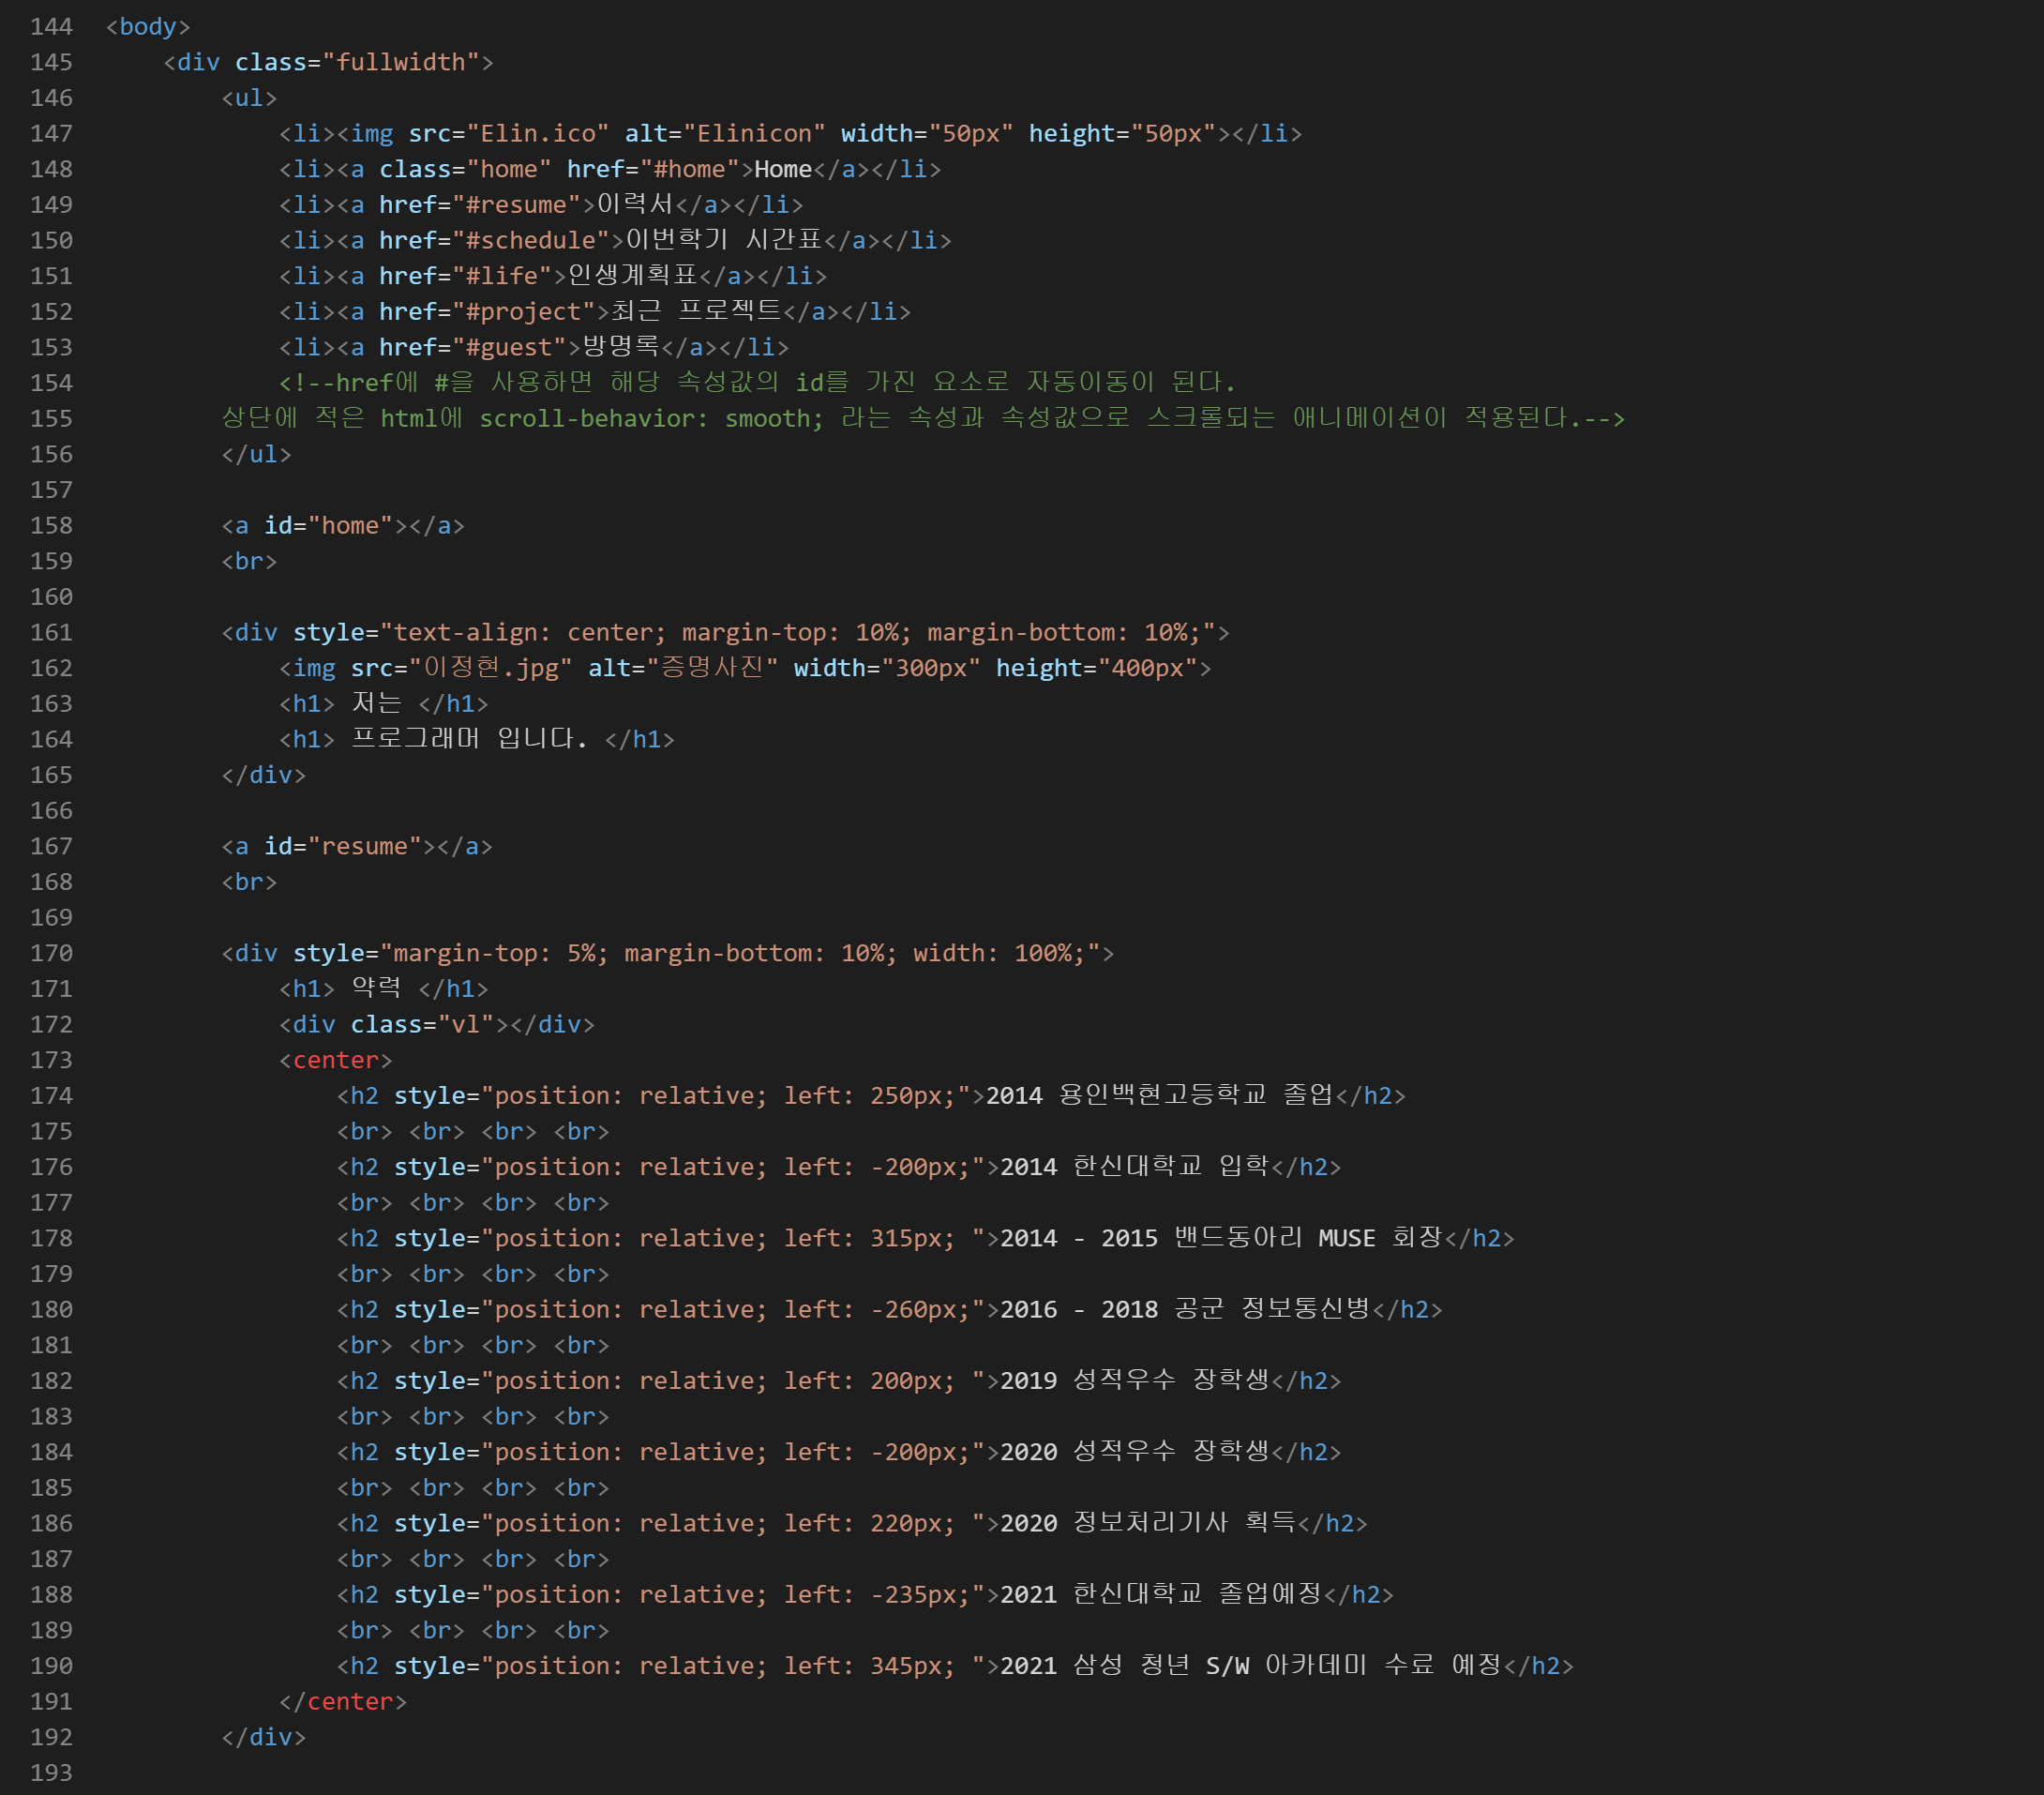 144 <body>
145     <div class="fullwidth">
146         <ul>
147             <li><img src="Elin.ico" alt="Elinicon" width="50px" height="50px"></li>
148             <li><a class="home" href="#home">Home</a></li>
149             <li><a href="#resume">이력서</a></li>
150             <li><a href="#schedule">이번학기 시간표</a></li>
151             <li><a href="#life">인생계획표</a></li>
152             <li><a href="#project">최근 프로젝트</a></li>
153             <li><a href="#guest">방명록</a></li>
154             <!--href에 #을 사용하면 해당 속성값의 id를 가진 요소로 자동이동이 된다.
155         상단에 적은 html에 scroll-behavior: smooth; 라는 속성과 속성값으로 스크롤되는 애니메이션이 적용된다.-->
156         </ul>
157
158         <a id="home"></a>
159         <br>
160
161         <div style="text-align: center; margin-top: 10%; margin-bottom: 10%;">
162             <img src="이정현.jpg" alt="증명사진" width="300px" height="400px">
163             <h1> 저는 </h1>
164             <h1> 프로그래머 입니다. </h1>
165         </div>
166
167         <a id="resume"></a>
168         <br>
169
170         <div style="margin-top: 5%; margin-bottom: 10%; width: 100%;">
171             <h1> 약력 </h1>
172             <div class="vl"></div>
173             <center>
174                 <h2 style="position: relative; left: 250px;">2014 용인백현고등학교 졸업</h2>
175                 <br> <br> <br> <br>
176                 <h2 style="position: relative; left: -200px;">2014 한신대학교 입학</h2>
177                 <br> <br> <br> <br>
178                 <h2 style="position: relative; left: 315px; ">2014 - 2015 밴드동아리 MUSE 회장</h2>
179                 <br> <br> <br> <br>
180                 <h2 style="position: relative; left: -260px;">2016 - 2018 공군 정보통신병</h2>
181                 <br> <br> <br> <br>
182                 <h2 style="position: relative; left: 200px; ">2019 성적우수 장학생</h2>
183                 <br> <br> <br> <br>
184                 <h2 style="position: relative; left: -200px;">2020 성적우수 장학생</h2>
185                 <br> <br> <br> <br>
186                 <h2 style="position: relative; left: 220px; ">2020 정보처리기사 획득</h2>
187                 <br> <br> <br> <br>
188                 <h2 style="position: relative; left: -235px;">2021 한신대학교 졸업예정</h2>
189                 <br> <br> <br> <br>
190                 <h2 style="position: relative; left: 345px; ">2021 삼성 청년 S/W 아카데미 수료 예정</h2>
191             </center>
192         </div>
193